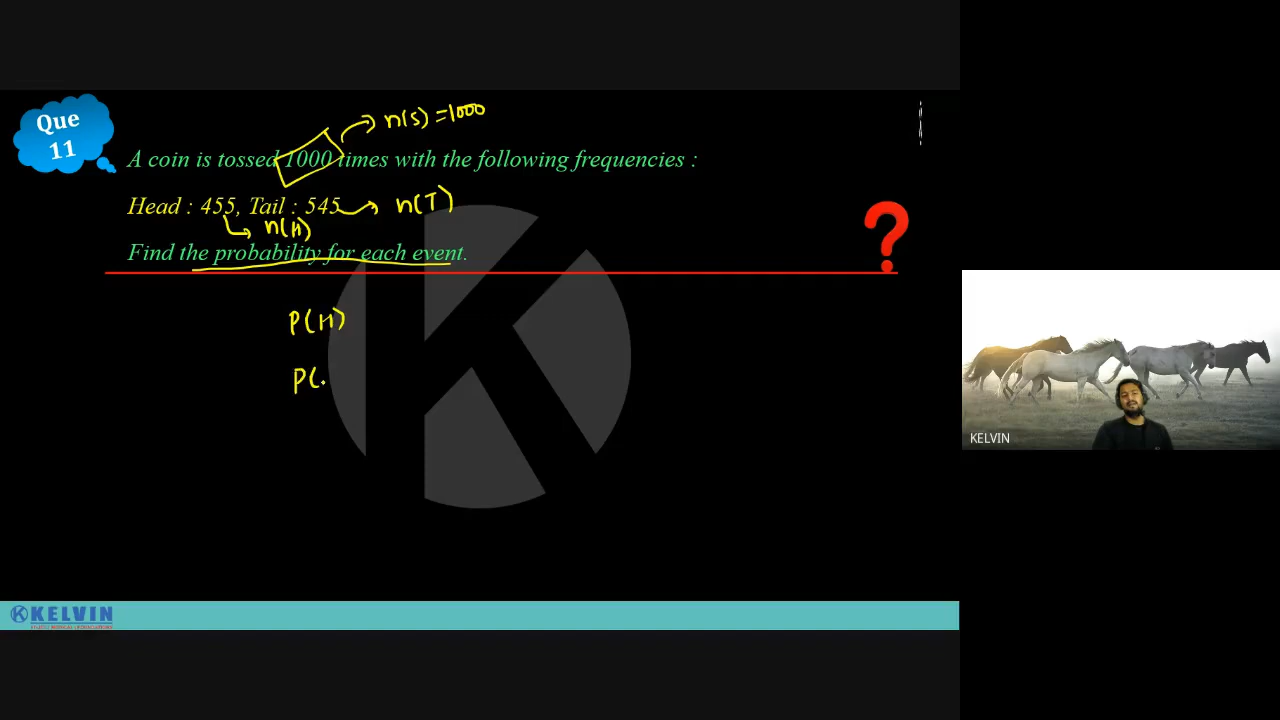 Que
11
n(s) = 1000
A coin is tossed 1000 times with the following frequencies :
Head : 455, Tail : 545
n(T)
n(H)
Find the probability for each event.
P(H)
P(.
KELVIN
KELVIN